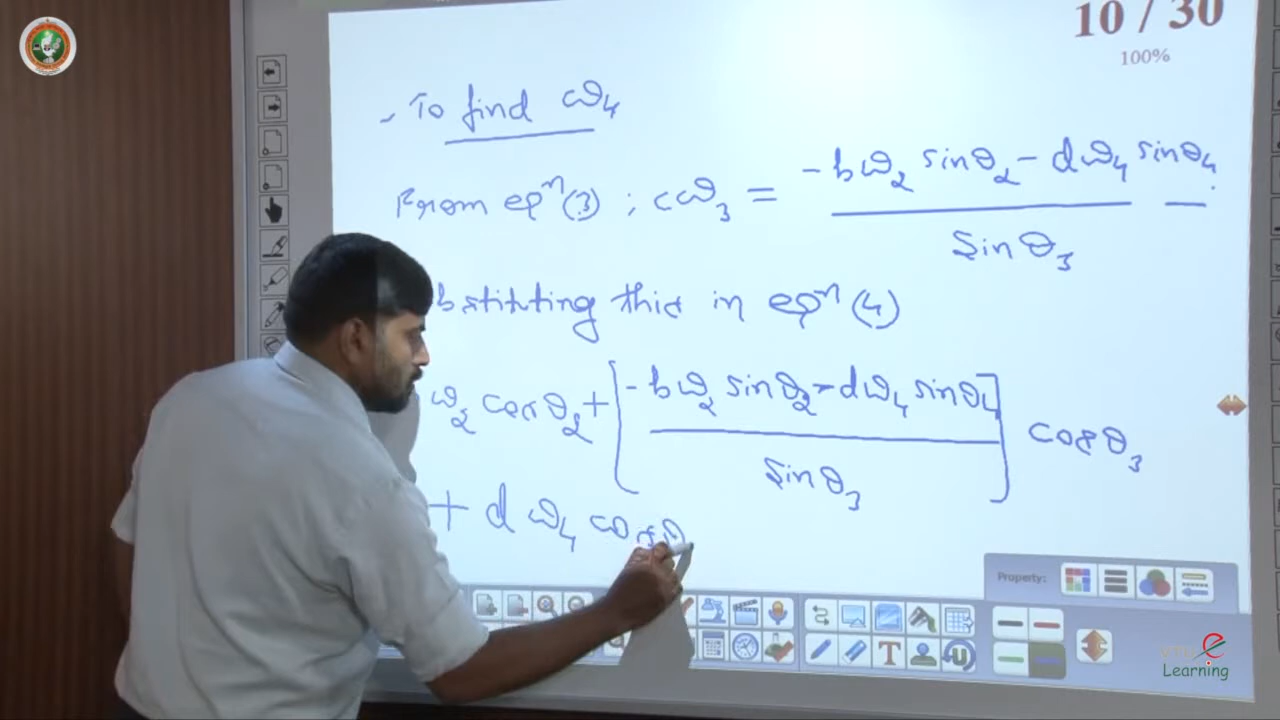 10 / 30
100%
To find ω₄
From eqⁿ(3) ; cω₃ = (-bω₂ sinθ₂ - dω₄ sinθ₄) / sinθ₃
bstituting this in eqⁿ(4)
ω₂ cosθ₂ + [(-bω₂ sinθ₂ - dω₄ sinθ₄) / sinθ₃] cosθ₃
+ d ω₄ cosθ
Property:
T
e
Learning